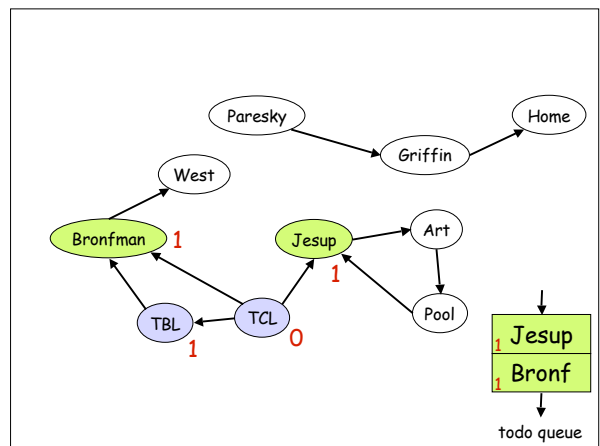 Paresky
Home
Griffin
West
Bronfman
1
Jesup
1
Art
TBL
1
TCL
0
Pool
1 Jesup
1 Bronf
todo queue